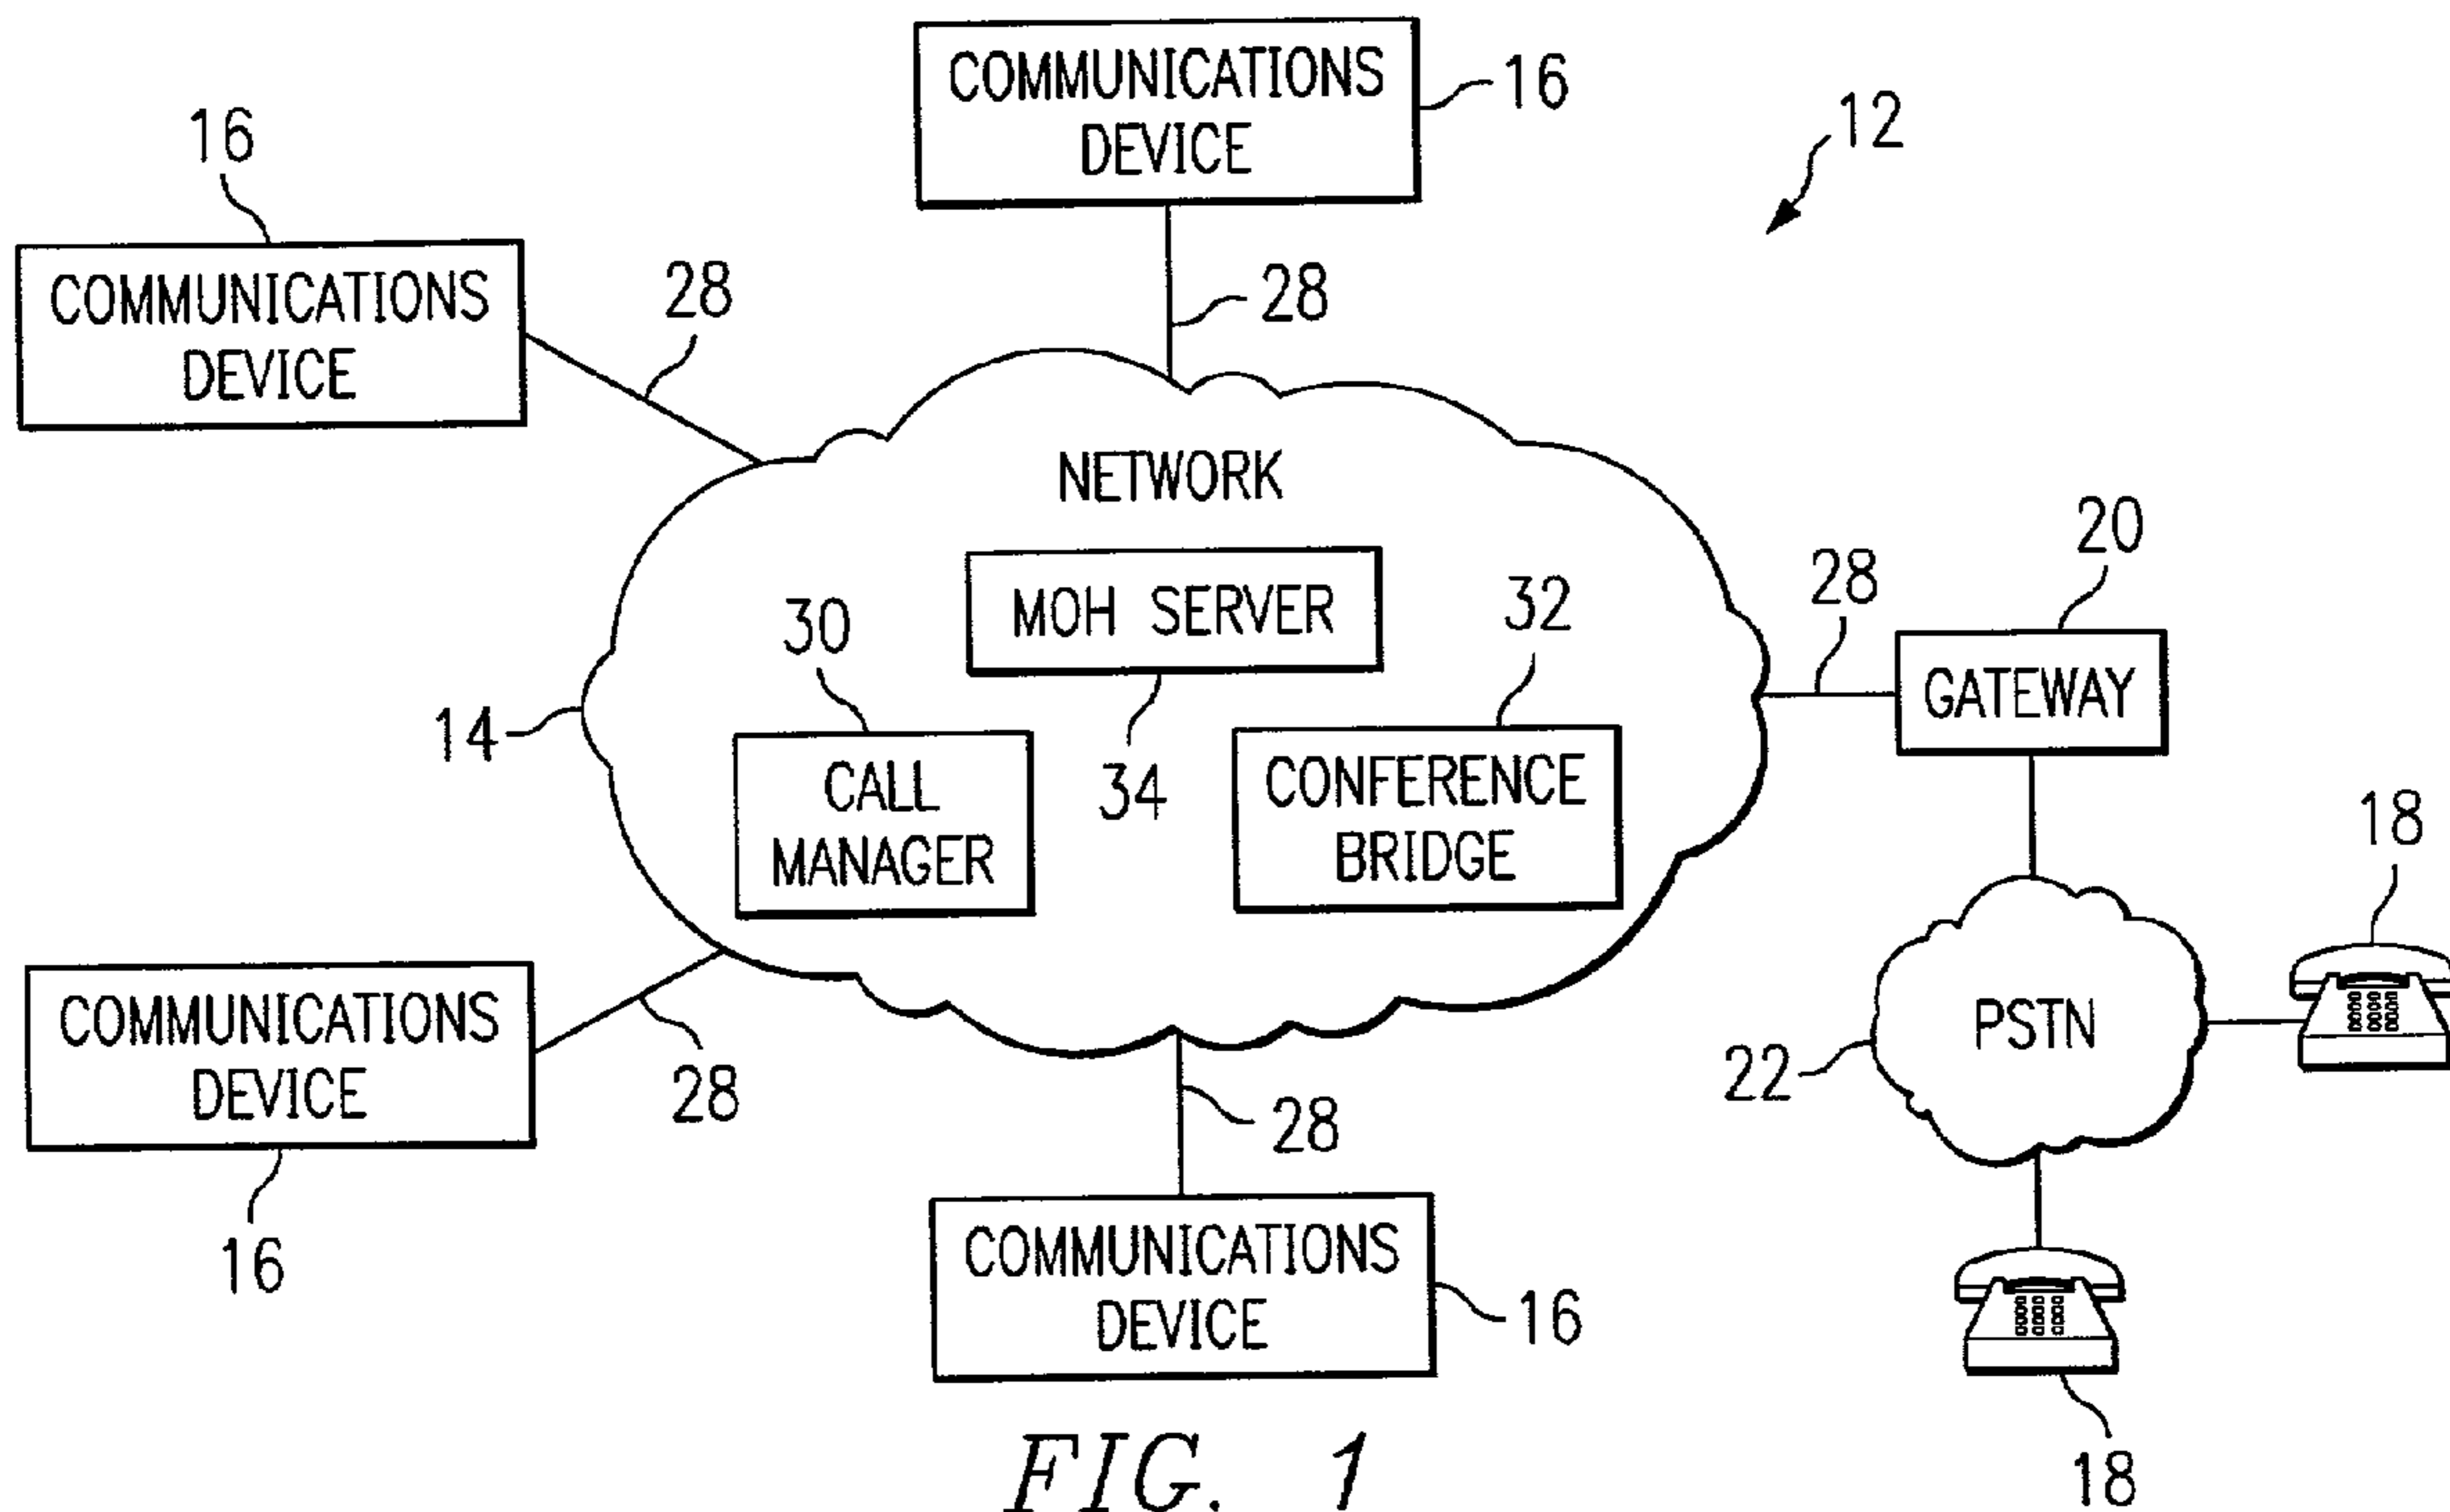 COMMUNICATIONS
DEVICE
16
12
16
COMMUNICATIONS
DEVICE
28
28
NETWORK
MOH SERVER
34
30
CALL
MANAGER
32
CONFERENCE
BRIDGE
14
28
20
GATEWAY
18
PSTN
22
18
COMMUNICATIONS
DEVICE
28
16
28
COMMUNICATIONS
DEVICE
16
FIG. 1